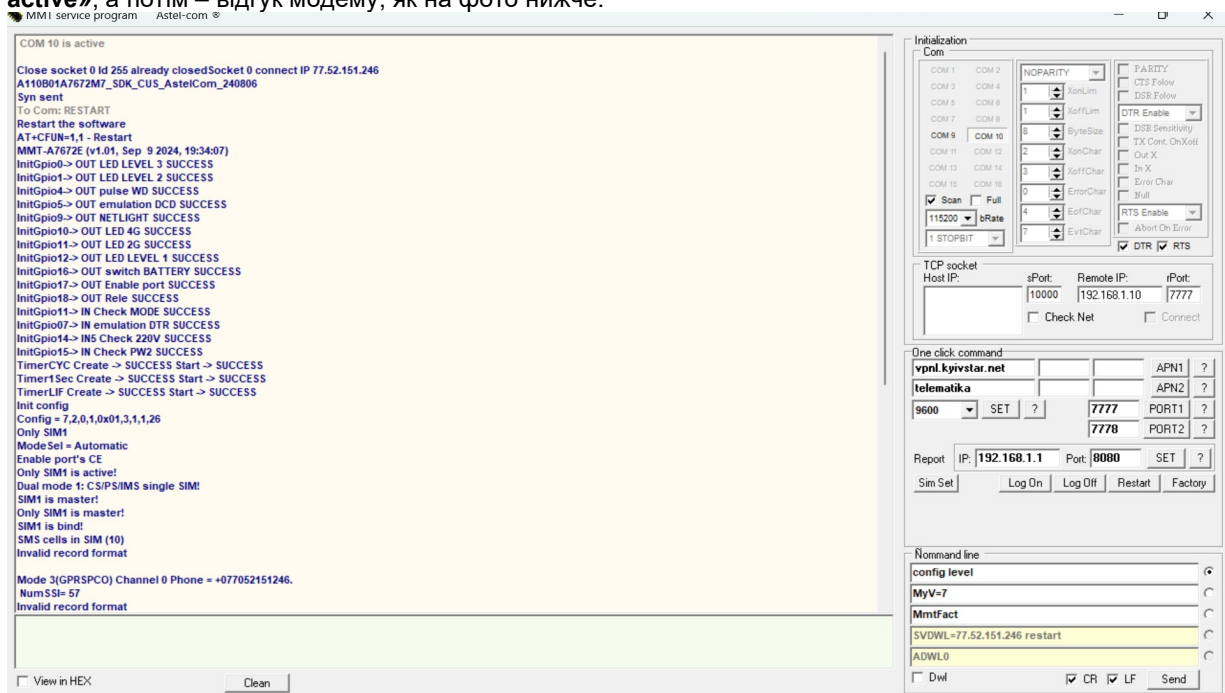 active», а потім – відгук модему, як на фото нижче.
MMT service program Astel-com ®
COM 10 is active
Close socket 0 Id 255 already closedSocket 0 connect IP 77.52.151.246
A110B01A7672M7_SDK_CUS_AstelCom_240806
Syn sent
To Com: RESTART
Restart the software
AT+CFUN=1,1 - Restart
MMT-A7672E (v1.01, Sep 9 2024, 19:34:07)
InitGpio0-> OUT LED LEVEL 3 SUCCESS
InitGpio1-> OUT LED LEVEL 2 SUCCESS
InitGpio4-> OUT pulse WD SUCCESS
InitGpio5-> OUT emulation DCD SUCCESS
InitGpio9-> OUT NETLIGHT SUCCESS
InitGpio10-> OUT LED 4G SUCCESS
InitGpio11-> OUT LED 2G SUCCESS
InitGpio12-> OUT LED LEVEL 1 SUCCESS
InitGpio16-> OUT switch BATTERY SUCCESS
InitGpio17-> OUT Enable port SUCCESS
InitGpio18-> OUT Rele SUCCESS
InitGpio11-> IN Check MODE SUCCESS
InitGpio07-> IN emulation DTR SUCCESS
InitGpio14-> IN5 Check 220V SUCCESS
InitGpio15-> IN Check PW2 SUCCESS
TimerCYC Create -> SUCCESS Start -> SUCCESS
Timer1Sec Create -> SUCCESS Start -> SUCCESS
TimerLIF Create -> SUCCESS Start -> SUCCESS
Init config
Config = 7,2,0,1,0x01,3,1,1,26
Only SIM1
ModeSel = Automatic
Enable port's CE
Only SIM1 is active!
Dual mode 1: CS/PS/IMS single SIM!
SIM1 is master!
Only SIM1 is master!
SIM1 is bind!
SMS cells in SIM (10)
Invalid record format
Mode 3(GPRSPCO) Channel 0 Phone = +077052151246.
NumSSI= 57
Invalid record format
View in HEX Clean
Initialization
Com
COM 1 COM 2
COM 3 COM 4
COM 5 COM 6
COM 7 COM 8
COM 9 COM 10
COM 11 COM 12
COM 13 COM 14
COM 15 COM 16
Scan Full
115200 bRate
1 STOPBIT
NOPARITY
1 XonLim
1 XoffLim
8 ByteSize
2 XonChar
3 XoffChar
0 ErrorChar
4 EofChar
7 EvtChar
PARITY
CTS Folow
DSR Folow
DTR Enable
DSR Sensitivity
TX Cont. OnXoff
Out X
In X
Error Char
Null
RTS Enable
Abort On Error
DTR RTS
TCP socket
Host IP: sPort: Remote IP: rPort:
10000 192.168.1.10 7777
Check Net Connect
One click command
vpnl.kyivstar.net APN1 ?
telematika APN2 ?
9600 SET ? 7777 PORT1 ?
7778 PORT2 ?
Report IP: 192.168.1.1 Port: 8080 SET ?
Sim Set Log On Log Off Restart Factory
Ñommand line
config level
MyV=7
MmtFact
SVDWL=77.52.151.246 restart
ADWL0
Dwl CR LF Send